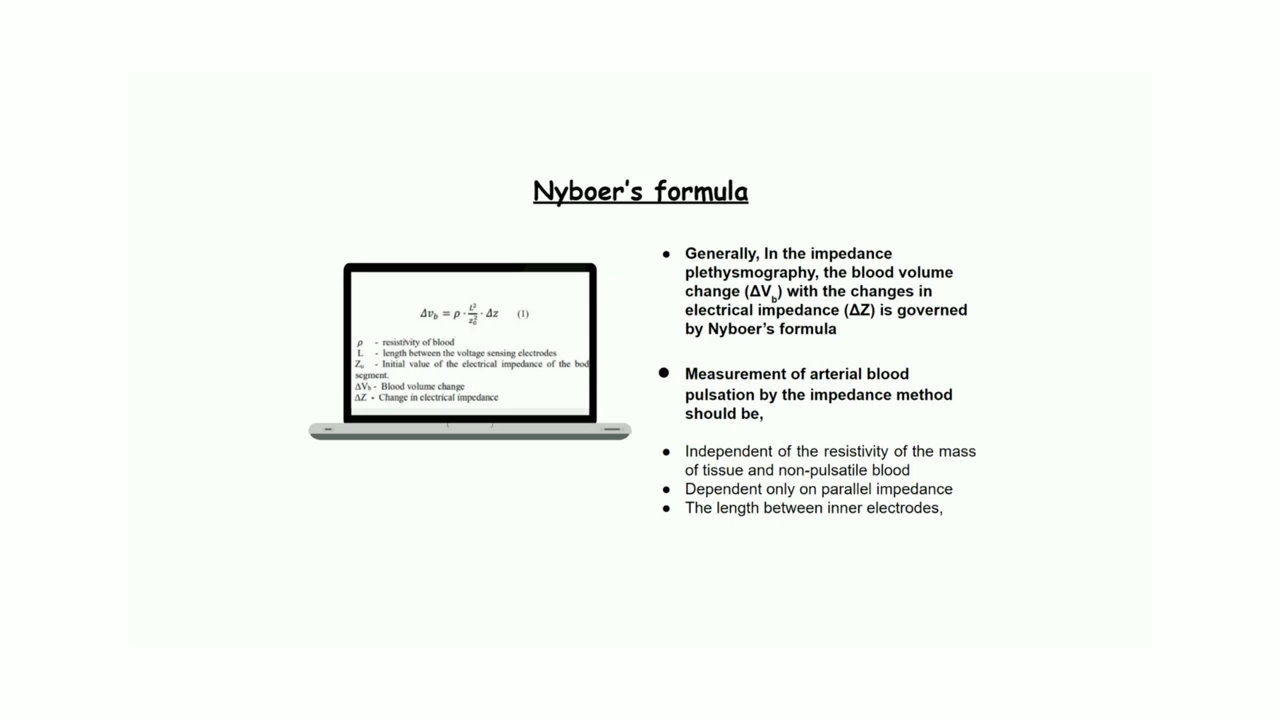 Nyboer's formula
Δv_b = ρ · L²/z₀² · Δz (1)
ρ - resistivity of blood
L - length between the voltage sensing electrodes
Z₀ - Initial value of the electrical impedance of the bod
segment.
ΔV_b - Blood volume change
ΔZ - Change in electrical impedance
● Generally, In the impedance
plethysmography, the blood volume
change (ΔV_b) with the changes in
electrical impedance (ΔZ) is governed
by Nyboer's formula
● Measurement of arterial blood
pulsation by the impedance method
should be,
● Independent of the resistivity of the mass
of tissue and non-pulsatile blood
● Dependent only on parallel impedance
● The length between inner electrodes,